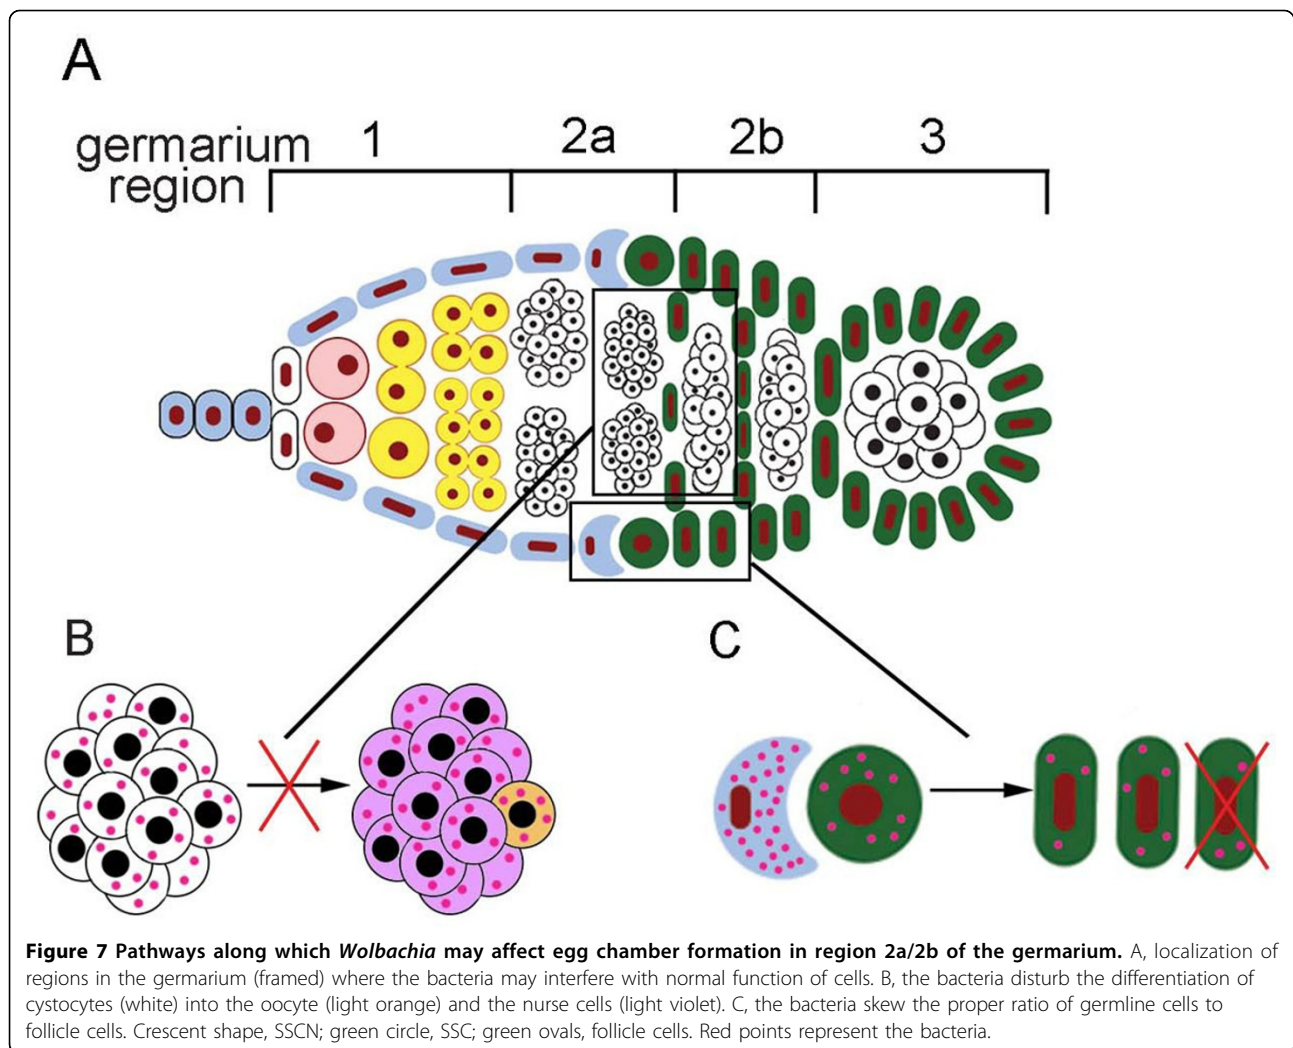 A
germarium
region
1
2a
2b
3
B
C
Figure 7 Pathways along which Wolbachia may affect egg chamber formation in region 2a/2b of the germarium. A, localization of
regions in the germarium (framed) where the bacteria may interfere with normal function of cells. B, the bacteria disturb the differentiation of
cystocytes (white) into the oocyte (light orange) and the nurse cells (light violet). C, the bacteria skew the proper ratio of germline cells to
follicle cells. Crescent shape, SSCN; green circle, SSC; green ovals, follicle cells. Red points represent the bacteria.